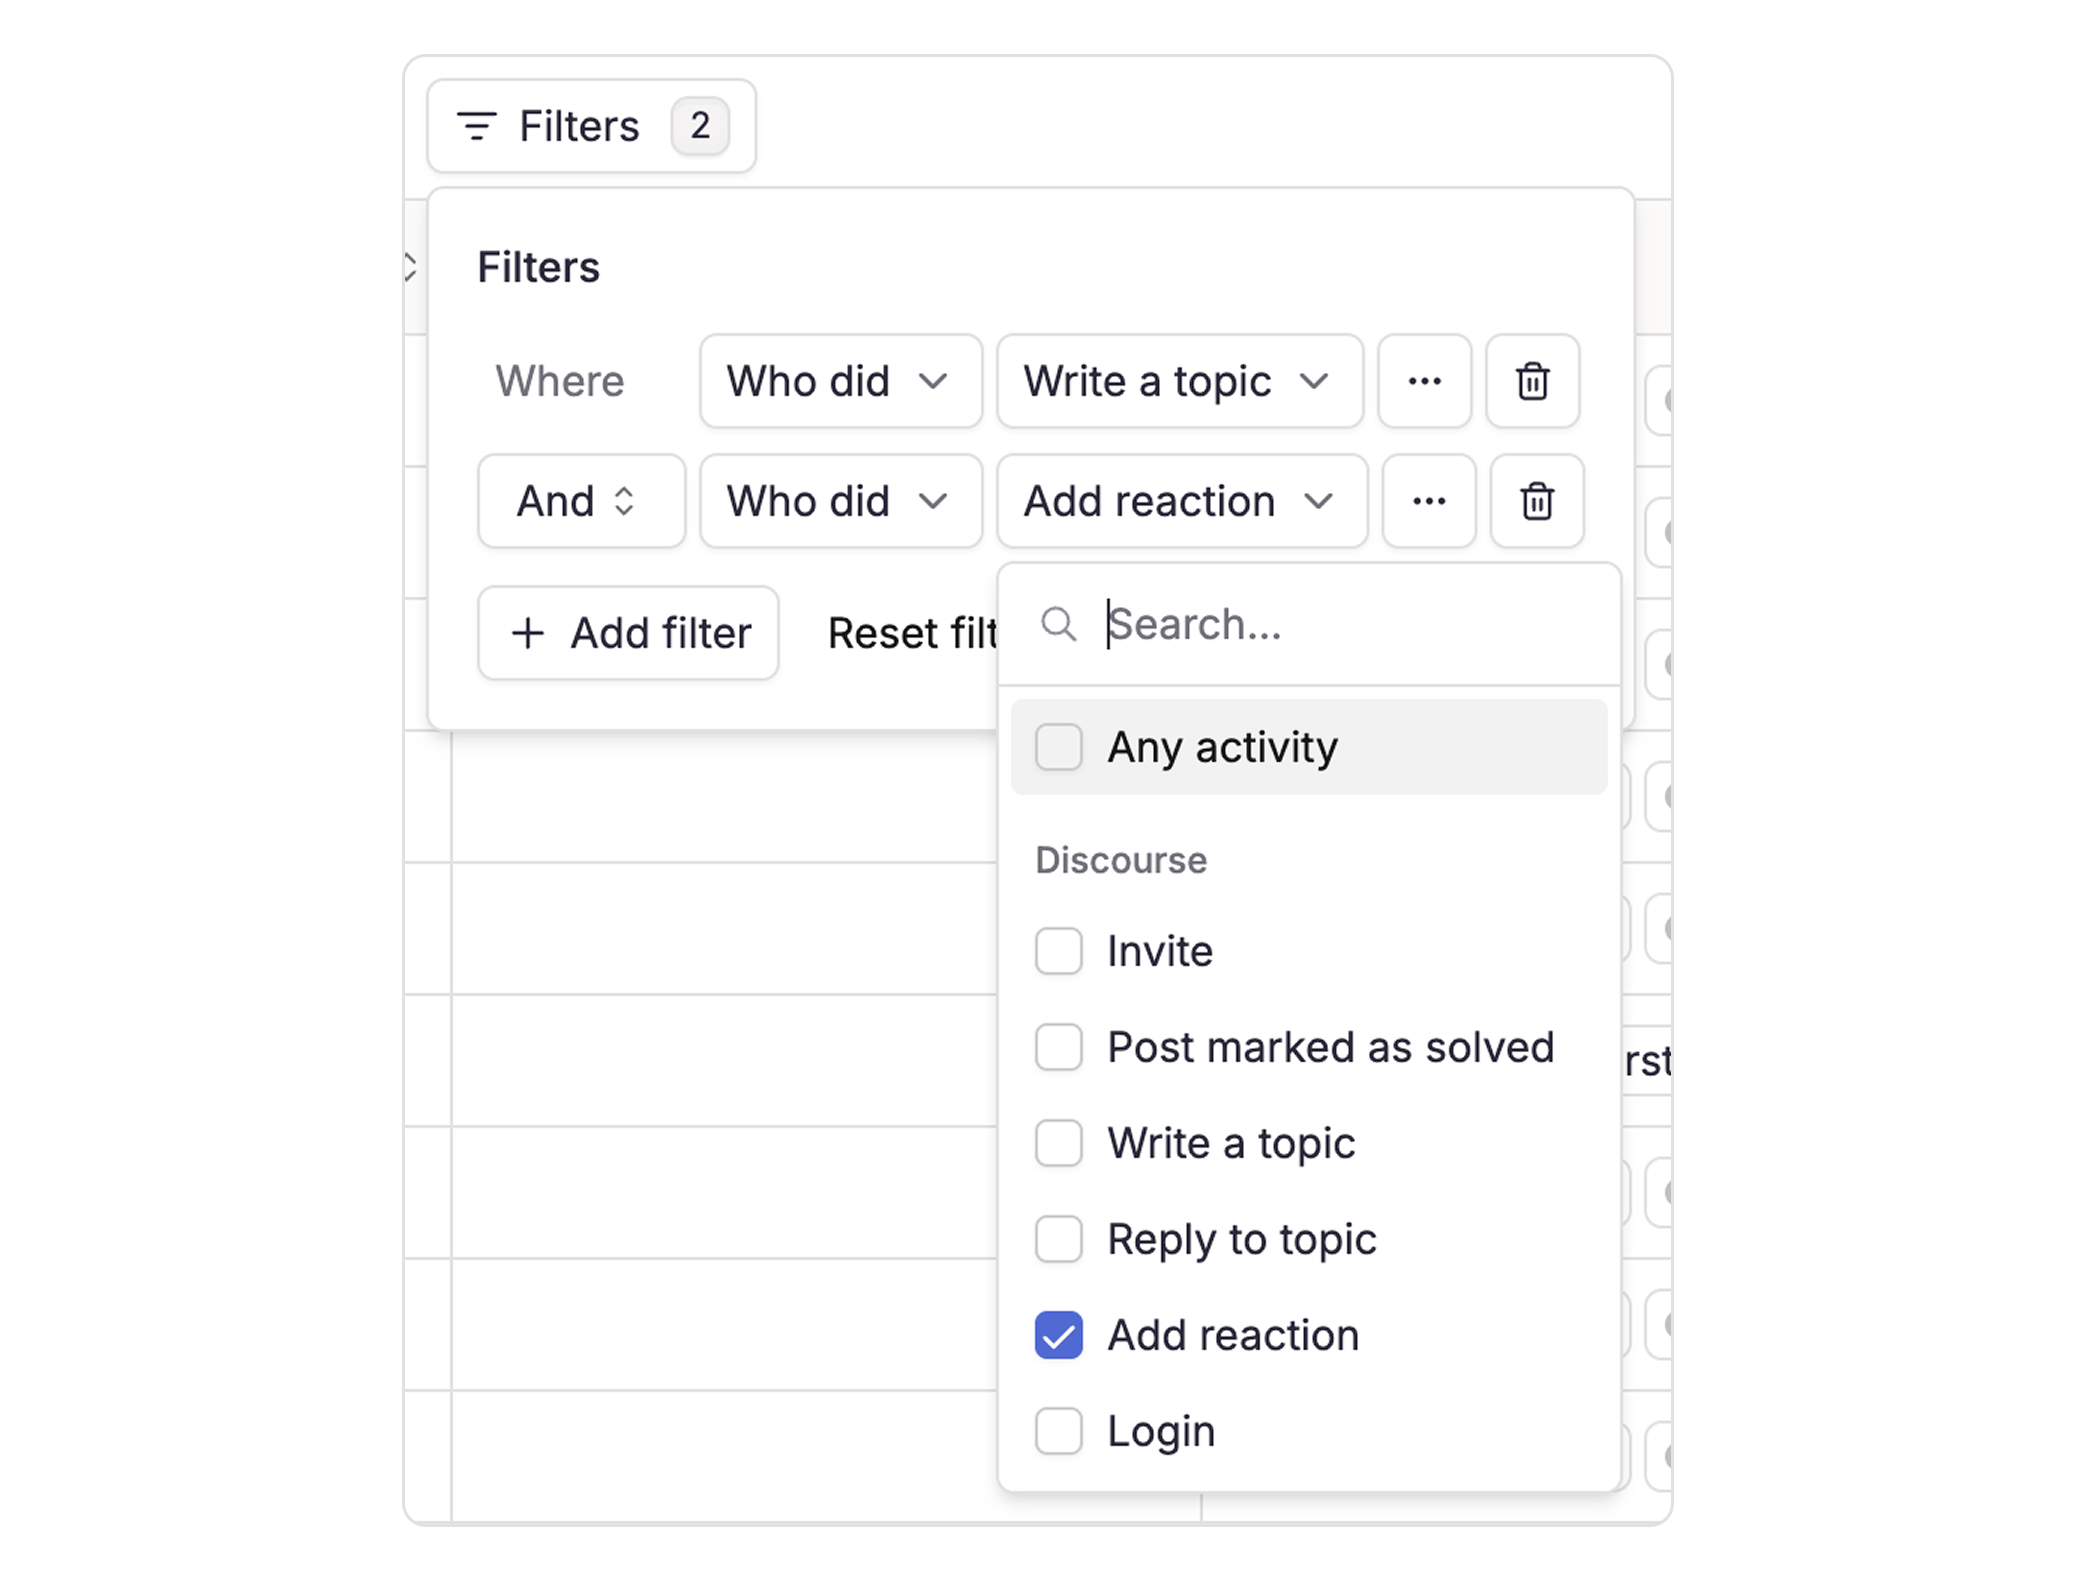 Filters 2
Filters
Where Who did Write a topic
And Who did Add reaction
Add filter Reset filt
Search...
Any activity
Discourse
Invite
Post marked as solved
rst
Write a topic
Reply to topic
Add reaction
Login